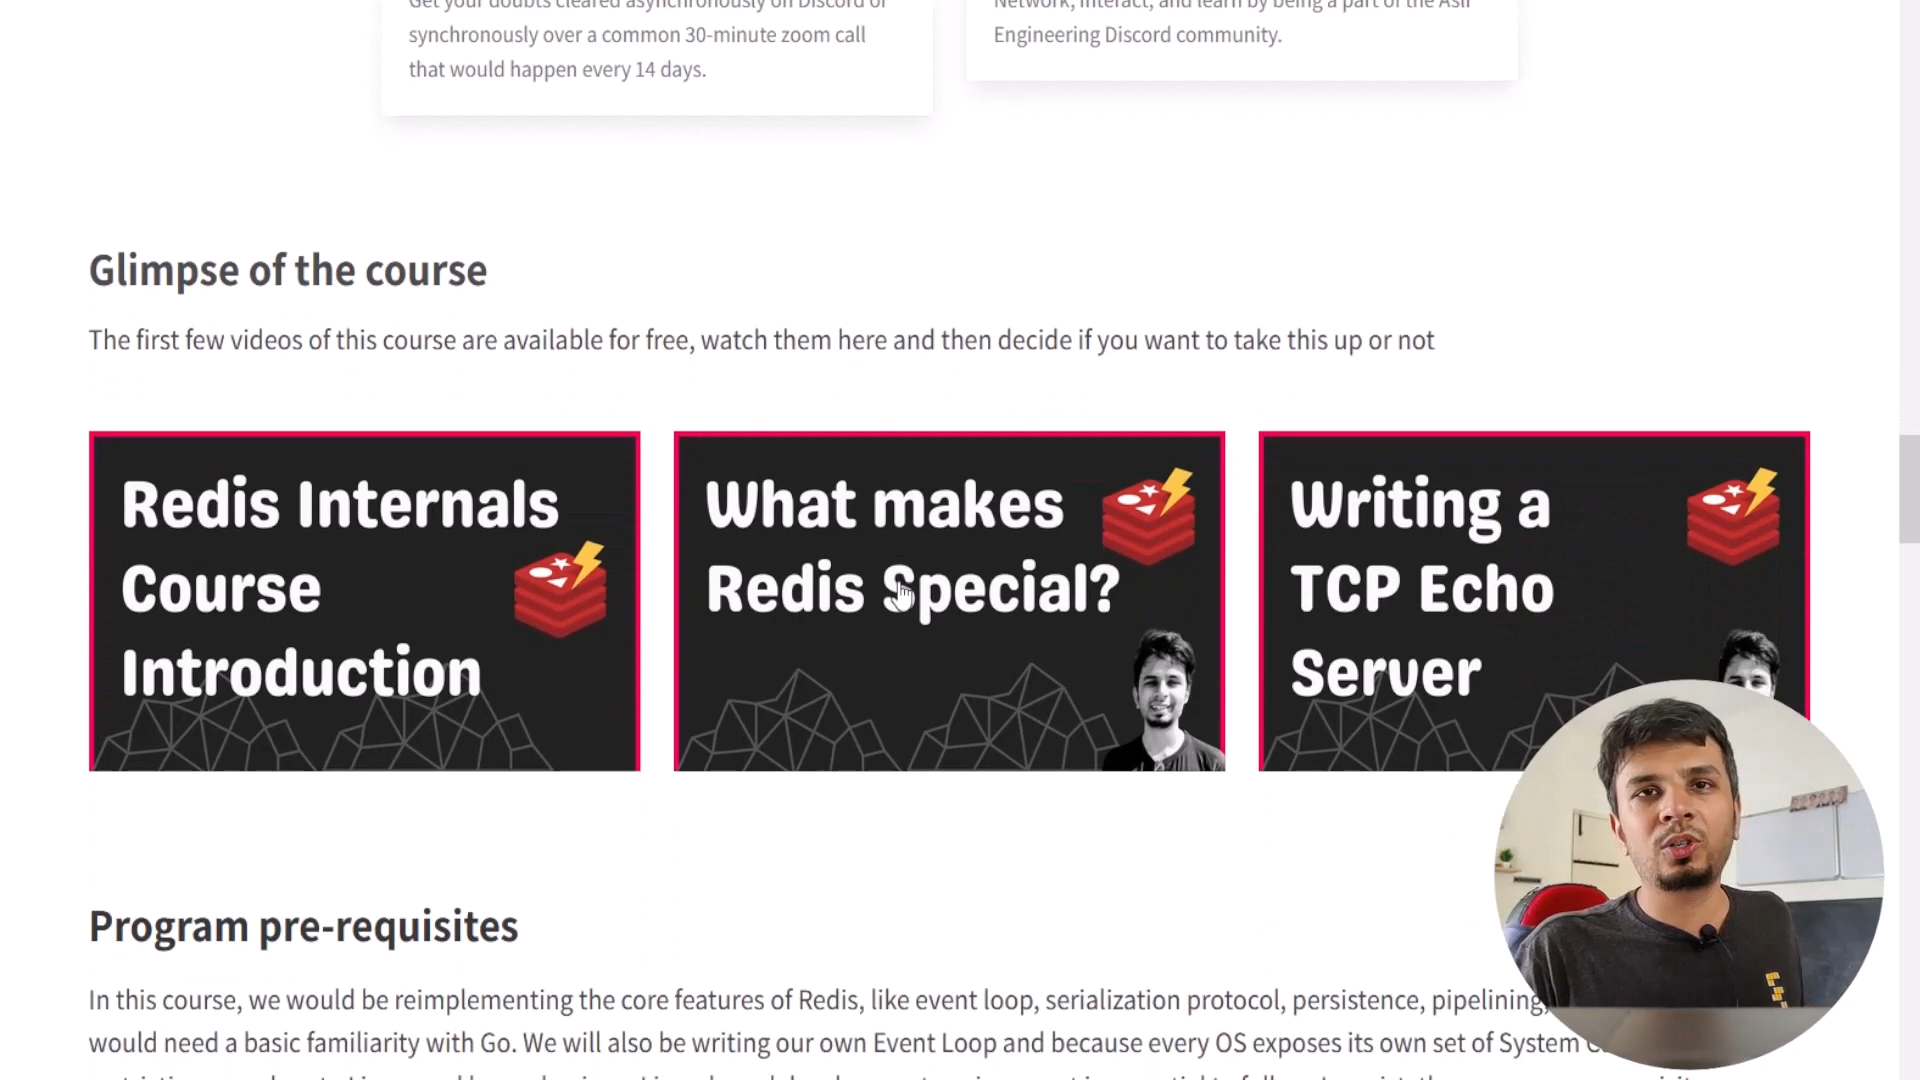 Get your doubts cleared asynchronously on Discord or
synchronously over a common 30-minute zoom call
that would happen every 14 days.
Network, interact, and learn by being a part of the Asli
Engineering Discord community.
Glimpse of the course
The first few videos of this course are available for free, watch them here and then decide if you want to take this up or not
Redis Internals
Course
Introduction
What makes
Redis Special?
Writing a
TCP Echo
Server
Program pre-requisites
In this course, we would be reimplementing the core features of Redis, like event loop, serialization protocol, persistence, pipelining,
would need a basic familiarity with Go. We will also be writing our own Event Loop and because every OS exposes its own set of System